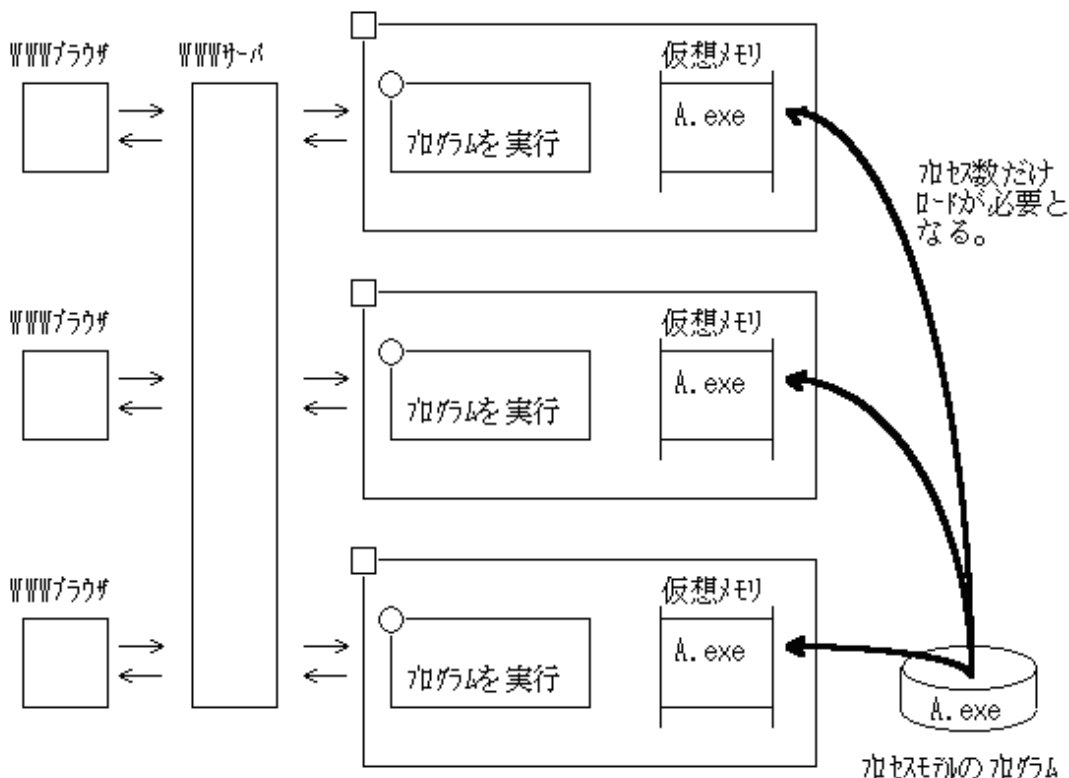 WWWブラウザ
WWWサーバ
仮想メモリ
A.exe
プログラムを実行
プロセス数だけ
ロードが必要と
なる。
WWWブラウザ
仮想メモリ
A.exe
プログラムを実行
WWWブラウザ
仮想メモリ
A.exe
プログラムを実行
A.exe
プロセスモデルのプログラム